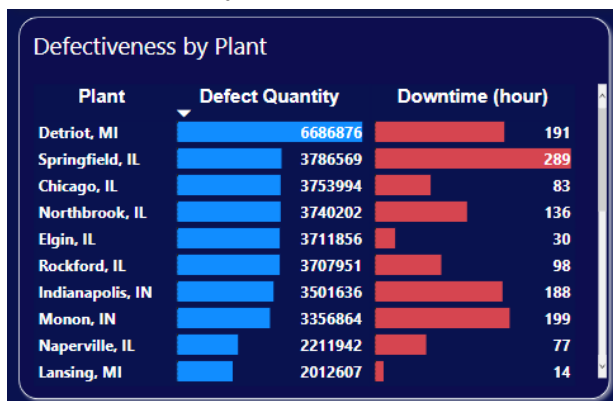 Defectiveness by Plant
Plant Defect Quantity Downtime (hour)
Detriot, MI 6686876 191
Springfield, IL 3786569 289
Chicago, IL 3753994 83
Northbrook, IL 3740202 136
Elgin, IL 3711856 30
Rockford, IL 3707951 98
Indianapolis, IN 3501636 188
Monon, IN 3356864 199
Naperville, IL 2211942 77
Lansing, MI 2012607 14